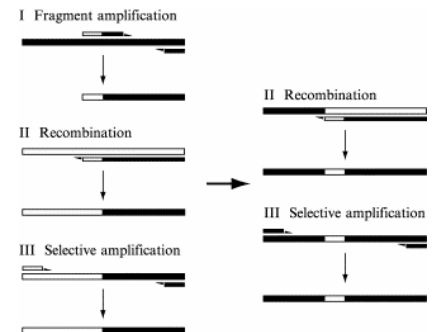 I Fragment amplification
II Recombination
III Selective amplification
II Recombination
III Selective amplification